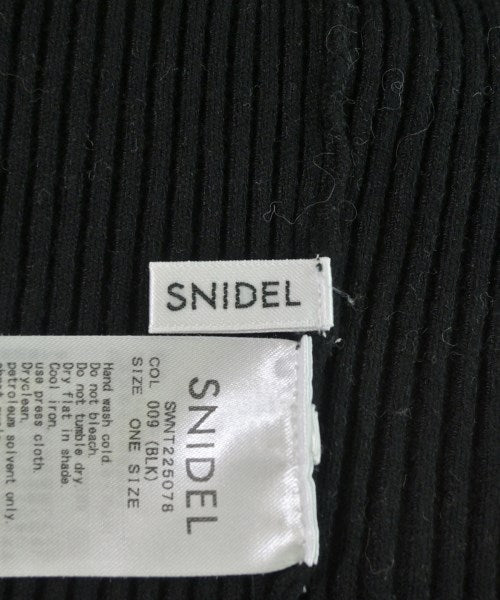 SNIDEL
SNIDEL
SWNT225078
COL 009 (BLK)
SIZE ONE SIZE
Hand wash cold.
Do not bleach.
Do not tumble dry
Dry flat in shade.
Cool iron.
use press cloth
Dryclean.
petroleum solvent only.